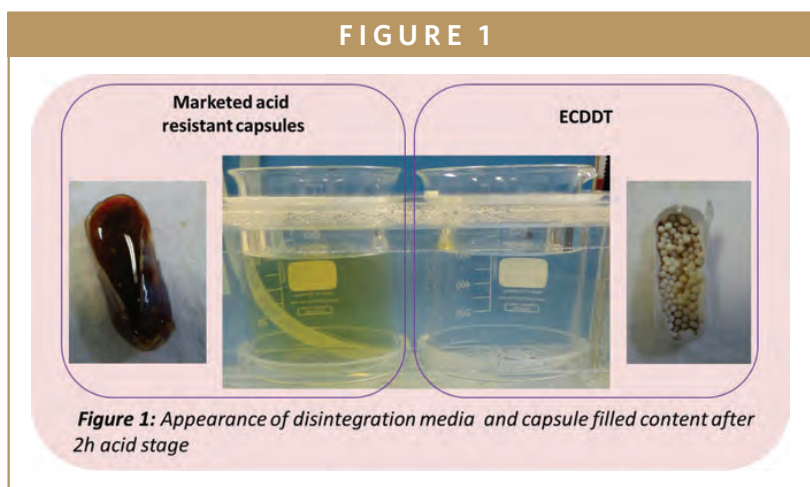 FIGURE 1
Marketed acid
resistant capsules
ECDDT
Figure 1: Appearance of disintegration media and capsule filled content after
2h acid stage